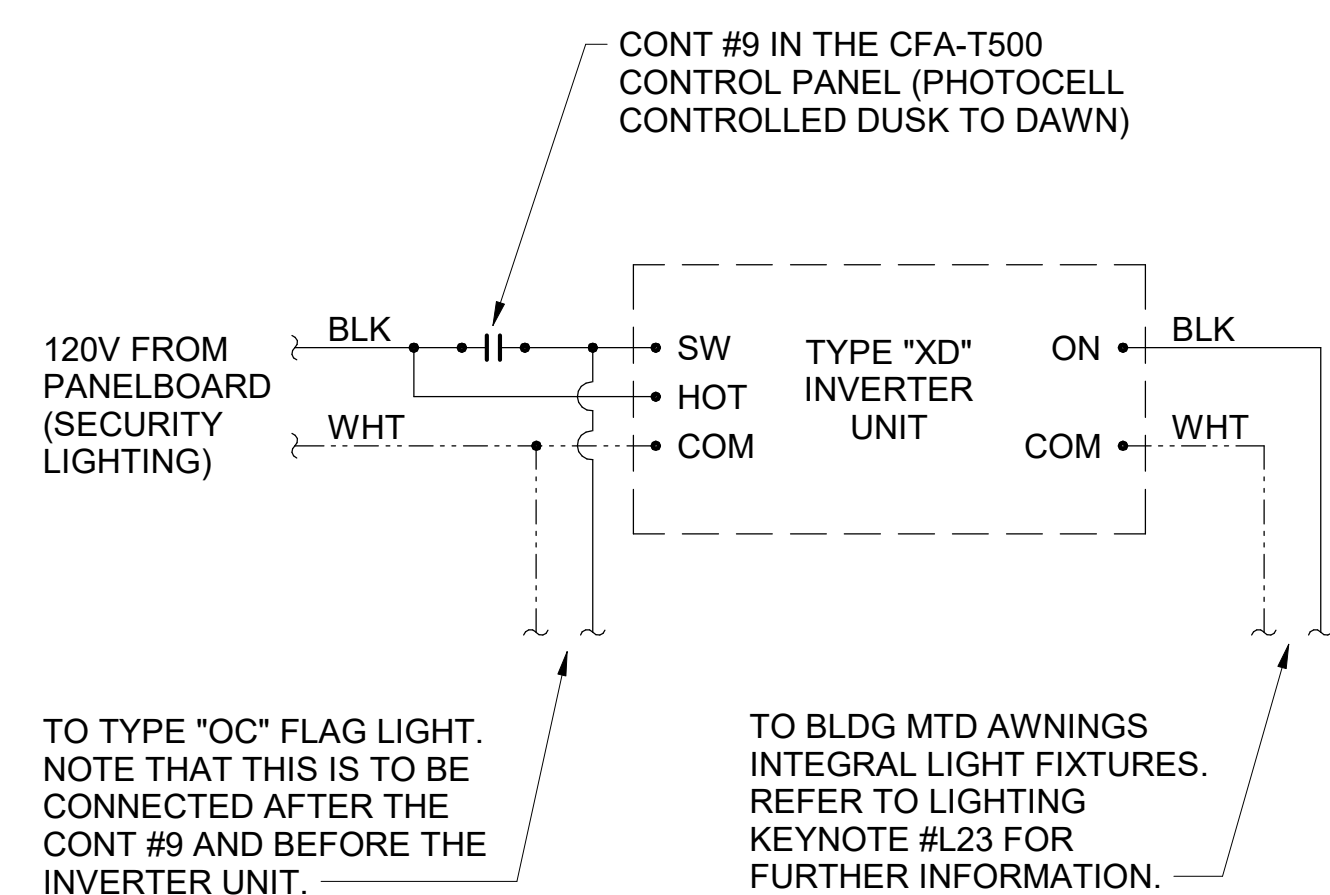 CONT #9 IN THE CFA-T500
CONTROL PANEL (PHOTOCELL
CONTROLLED DUSK TO DAWN)
120V FROM
PANELBOARD
(SECURITY
LIGHTING)
BLK
WHT
SW
HOT
COM
TYPE "XD"
INVERTER
UNIT
ON
COM
BLK
WHT
TO TYPE "OC" FLAG LIGHT.
NOTE THAT THIS IS TO BE
CONNECTED AFTER THE
CONT #9 AND BEFORE THE
INVERTER UNIT.
TO BLDG MTD AWNINGS
INTEGRAL LIGHT FIXTURES.
REFER TO LIGHTING
KEYNOTE #L23 FOR
FURTHER INFORMATION.